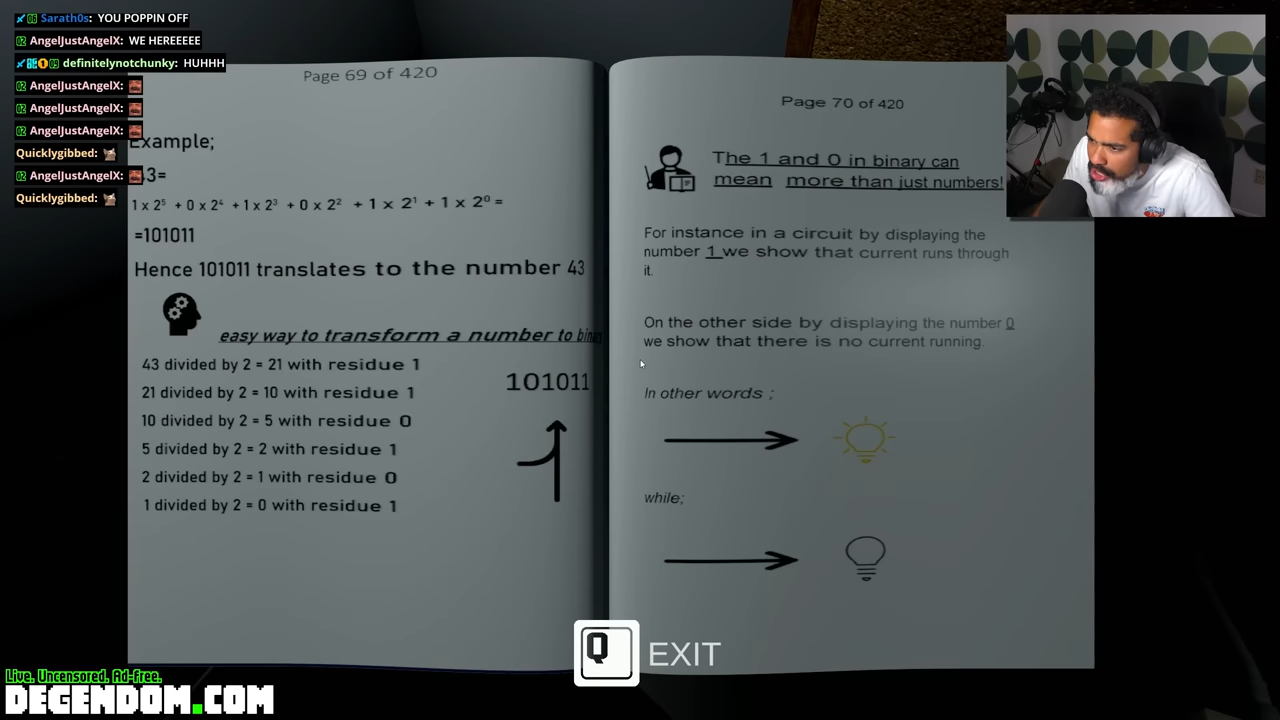 Sarath0s: YOU POPPIN OFF
AngelJustAngelX: WE HEREEEEE
definitelynotchunky: HUHHH
AngelJustAngelX:
AngelJustAngelX:
AngelJustAngelX:
Quicklygibbed:
AngelJustAngelX:
Quicklygibbed:
Page 69 of 420
Example;
43=
1 x 2⁵ + 0 x 2⁴ + 1 x 2³ + 0 x 2² + 1 x 2¹ + 1 x 2⁰ =
=101011
Hence 101011 translates to the number 43
easy way to transform a number to
43 divided by 2 = 21 with residue 1
21 divided by 2 = 10 with residue 1
10 divided by 2 = 5 with residue 0
5 divided by 2 = 2 with residue 1
2 divided by 2 = 1 with residue 0
1 divided by 2 = 0 with residue 1
101011
Page 70 of 420
The 1 and 0 in binary can
mean more than just numbers!
For instance in a circuit by displaying the
number 1 we show that current runs through
it.
On the other side by displaying the number 0
we show that there is no current running.
In other words ;
while;
Q EXIT
Live. Uncensored. Ad-free.
DEGENDOM.COM